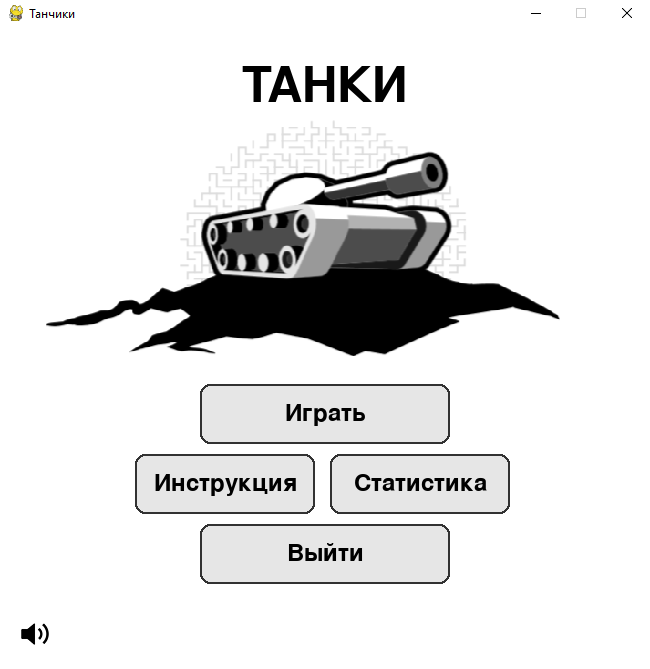 Танчики
ТАНКИ
Играть
Инструкция
Статистика
Выйти